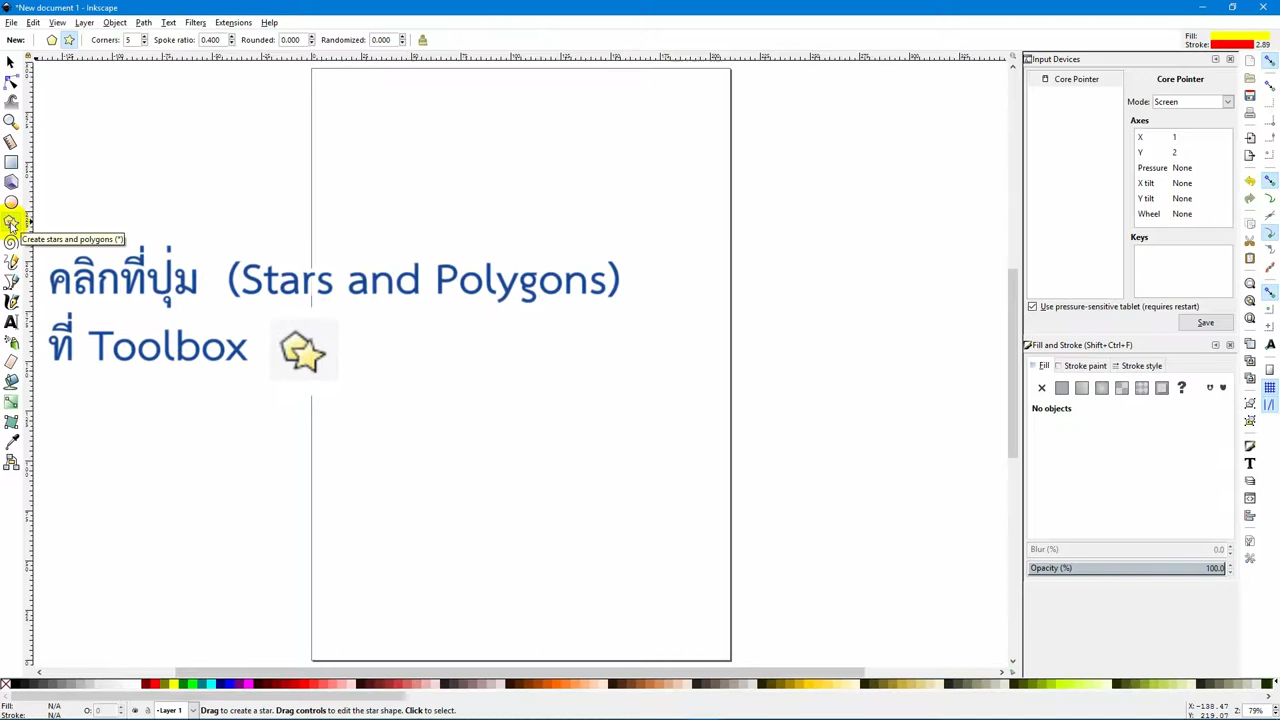 *New document 1 - Inkscape
File Edit View Layer Object Path Text Filters Extensions Help
New: Corners: 5 Spoke ratio: 0.400 Rounded: 0.000 Randomized: 0.000
Fill:
Stroke: 2.89
Input Devices
Core Pointer
Core Pointer
Mode: Screen
Axes
X 1
Y 2
Pressure None
X tilt None
Y tilt None
Wheel None
Keys
Use pressure-sensitive tablet (requires restart)
Save
Create stars and polygons (*)
คลิกที่ปุ่ม (Stars and Polygons)
ที่ Toolbox
Fill and Stroke (Shift+Ctrl+F)
Fill Stroke paint Stroke style
No objects
Blur (%) 0.0
Opacity (%) 100.0
Fill: N/A
Stroke: N/A
O: 0
Layer 1
Drag to create a star. Drag controls to edit the star shape. Click to select.
X: -138.47
Y: 219.07
Z: 79%